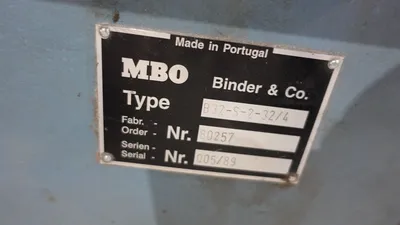 Made in Portugal
MBO Binder & Co.
Type B32-S-2-32/4
Fabr.-
Order - Nr. BO257
Serien-
Serial - Nr. 005/89